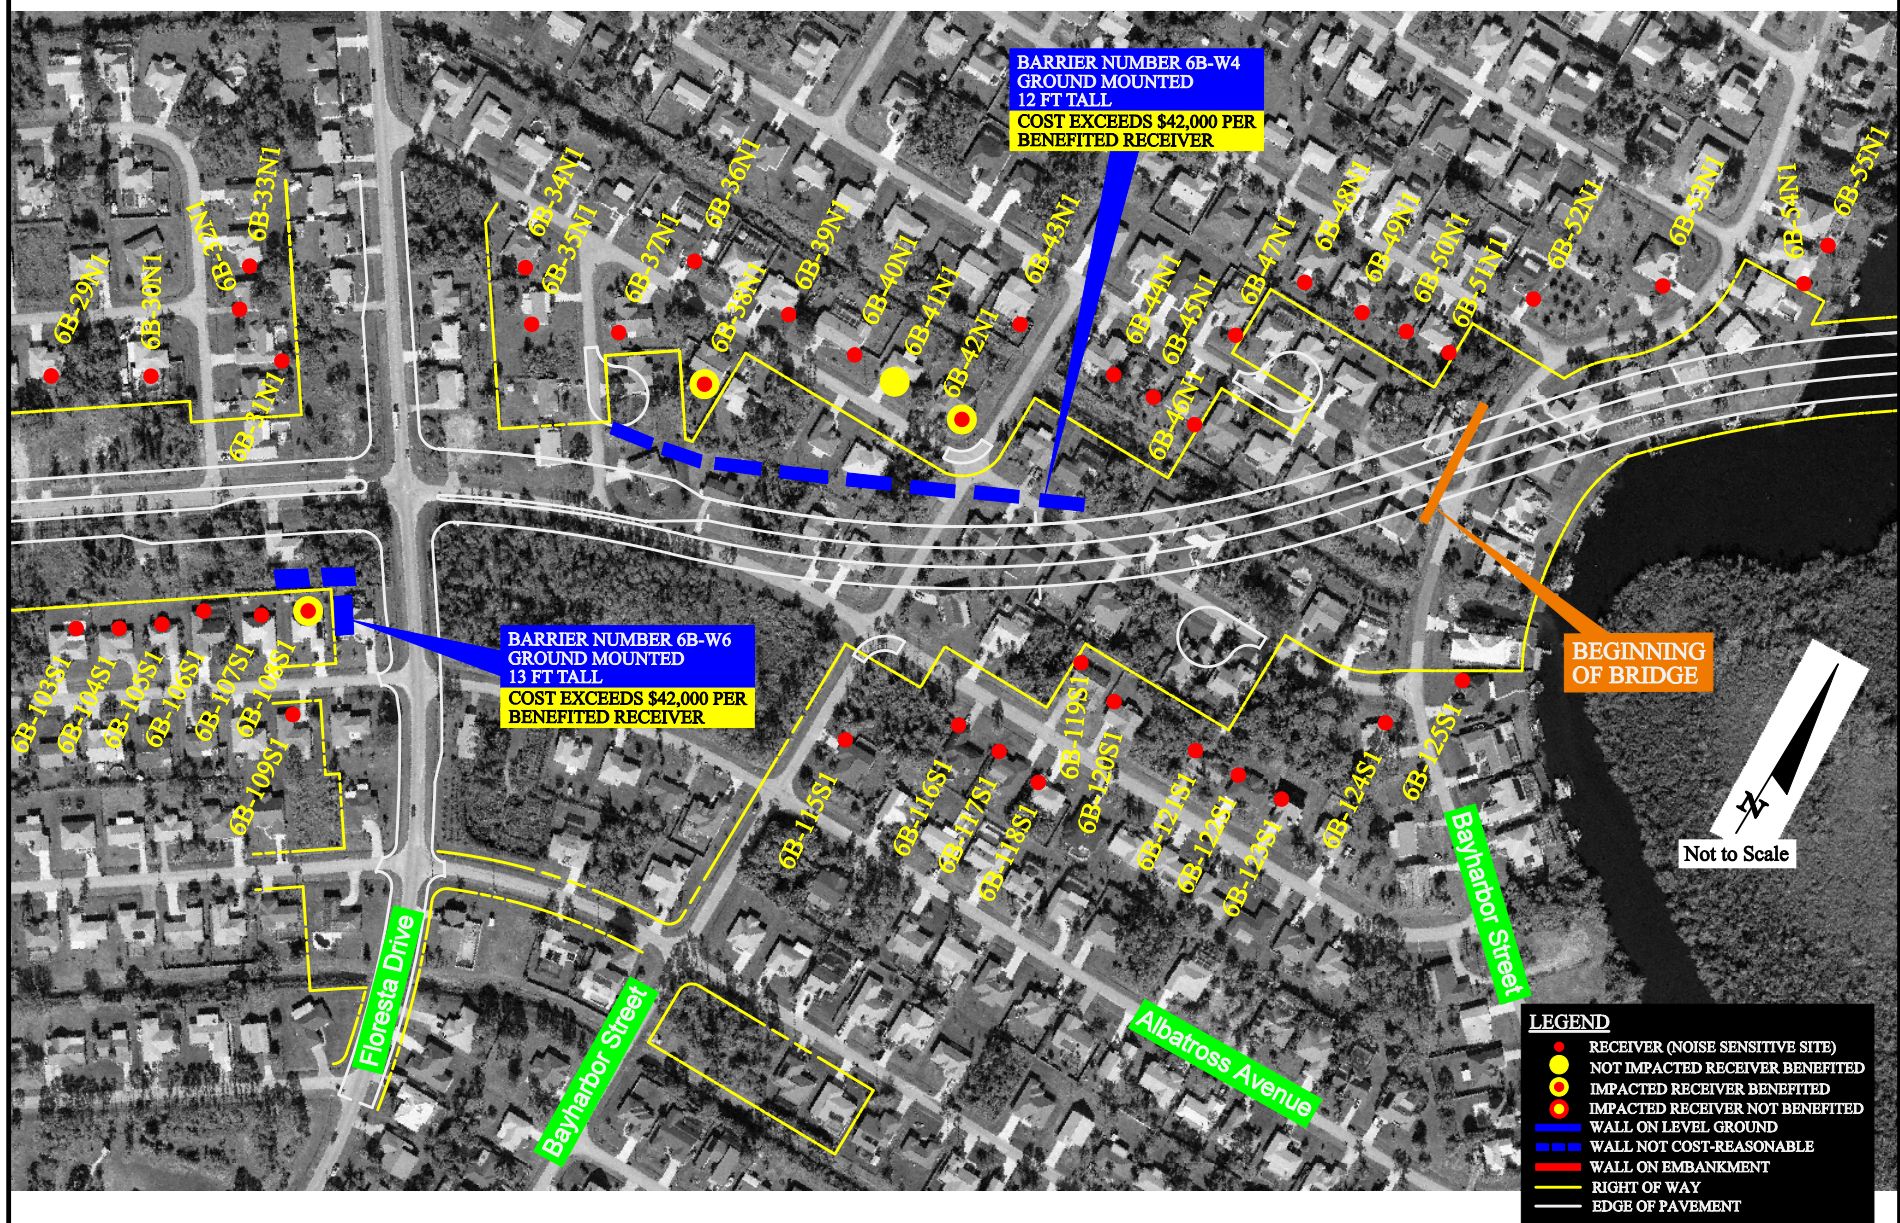 BARRIER NUMBER 6B-W4
GROUND MOUNTED
12 FT TALL
COST EXCEEDS $42,000 PER
BENEFITED RECEIVER
6B-29N1
6B-30N1
6B-31N1
6B-32N1
6B-33N1
6B-34N1
6B-35N1
6B-36N1
6B-37N1
6B-38N1
6B-39N1
6B-40N1
6B-41N1
6B-42N1
6B-43N1
6B-44N1
6B-45N1
6B-46N1
6B-47N1
6B-48N1
6B-49N1
6B-50N1
6B-51N1
6B-52N1
6B-53N1
6B-54N1
6B-55N1
BARRIER NUMBER 6B-W6
GROUND MOUNTED
13 FT TALL
COST EXCEEDS $42,000 PER
BENEFITED RECEIVER
BEGINNING
OF BRIDGE
6B-103S1
6B-104S1
6B-105S1
6B-106S1
6B-107S1
6B-108S1
6B-109S1
6B-115S1
6B-116S1
6B-117S1
6B-118S1
6B-119S1
6B-120S1
6B-121S1
6B-122S1
6B-123S1
6B-124S1
6B-125S1
N
Not to Scale
Floresta Drive
Bayharbor Street
Albatross Avenue
Bayharbor Street
LEGEND
RECEIVER (NOISE SENSITIVE SITE)
NOT IMPACTED RECEIVER BENEFITED
IMPACTED RECEIVER BENEFITED
IMPACTED RECEIVER NOT BENEFITED
WALL ON LEVEL GROUND
WALL NOT COST-REASONABLE
WALL ON EMBANKMENT
RIGHT OF WAY
EDGE OF PAVEMENT